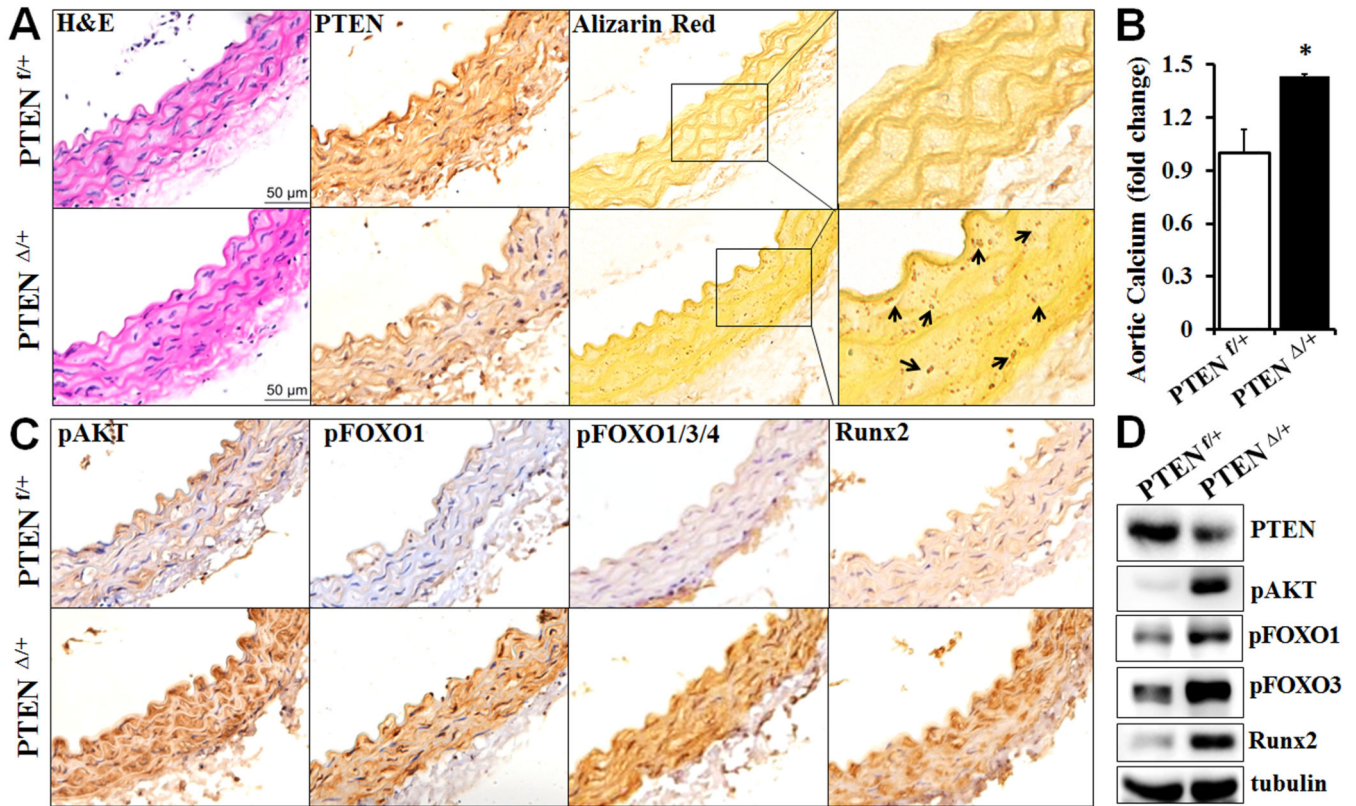 A
H&E
PTEN
Alizarin Red
PTEN f/+
50 µm
PTEN Δ/+
50 µm
B
Aortic Calcium (fold change)
*
1.5
1.2
0.9
0.6
0.3
0
PTEN f/+
PTEN Δ/+
C
pAKT
pFOXO1
pFOXO1/3/4
Runx2
PTEN f/+
PTEN Δ/+
D
PTEN f/+
PTEN Δ/+
PTEN
pAKT
pFOXO1
pFOXO3
Runx2
tubulin